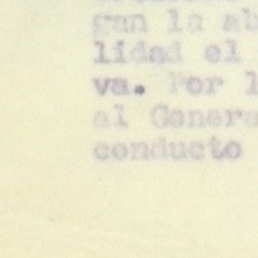 gan la ab
lidad el
va. Por l
al Genera
conducto